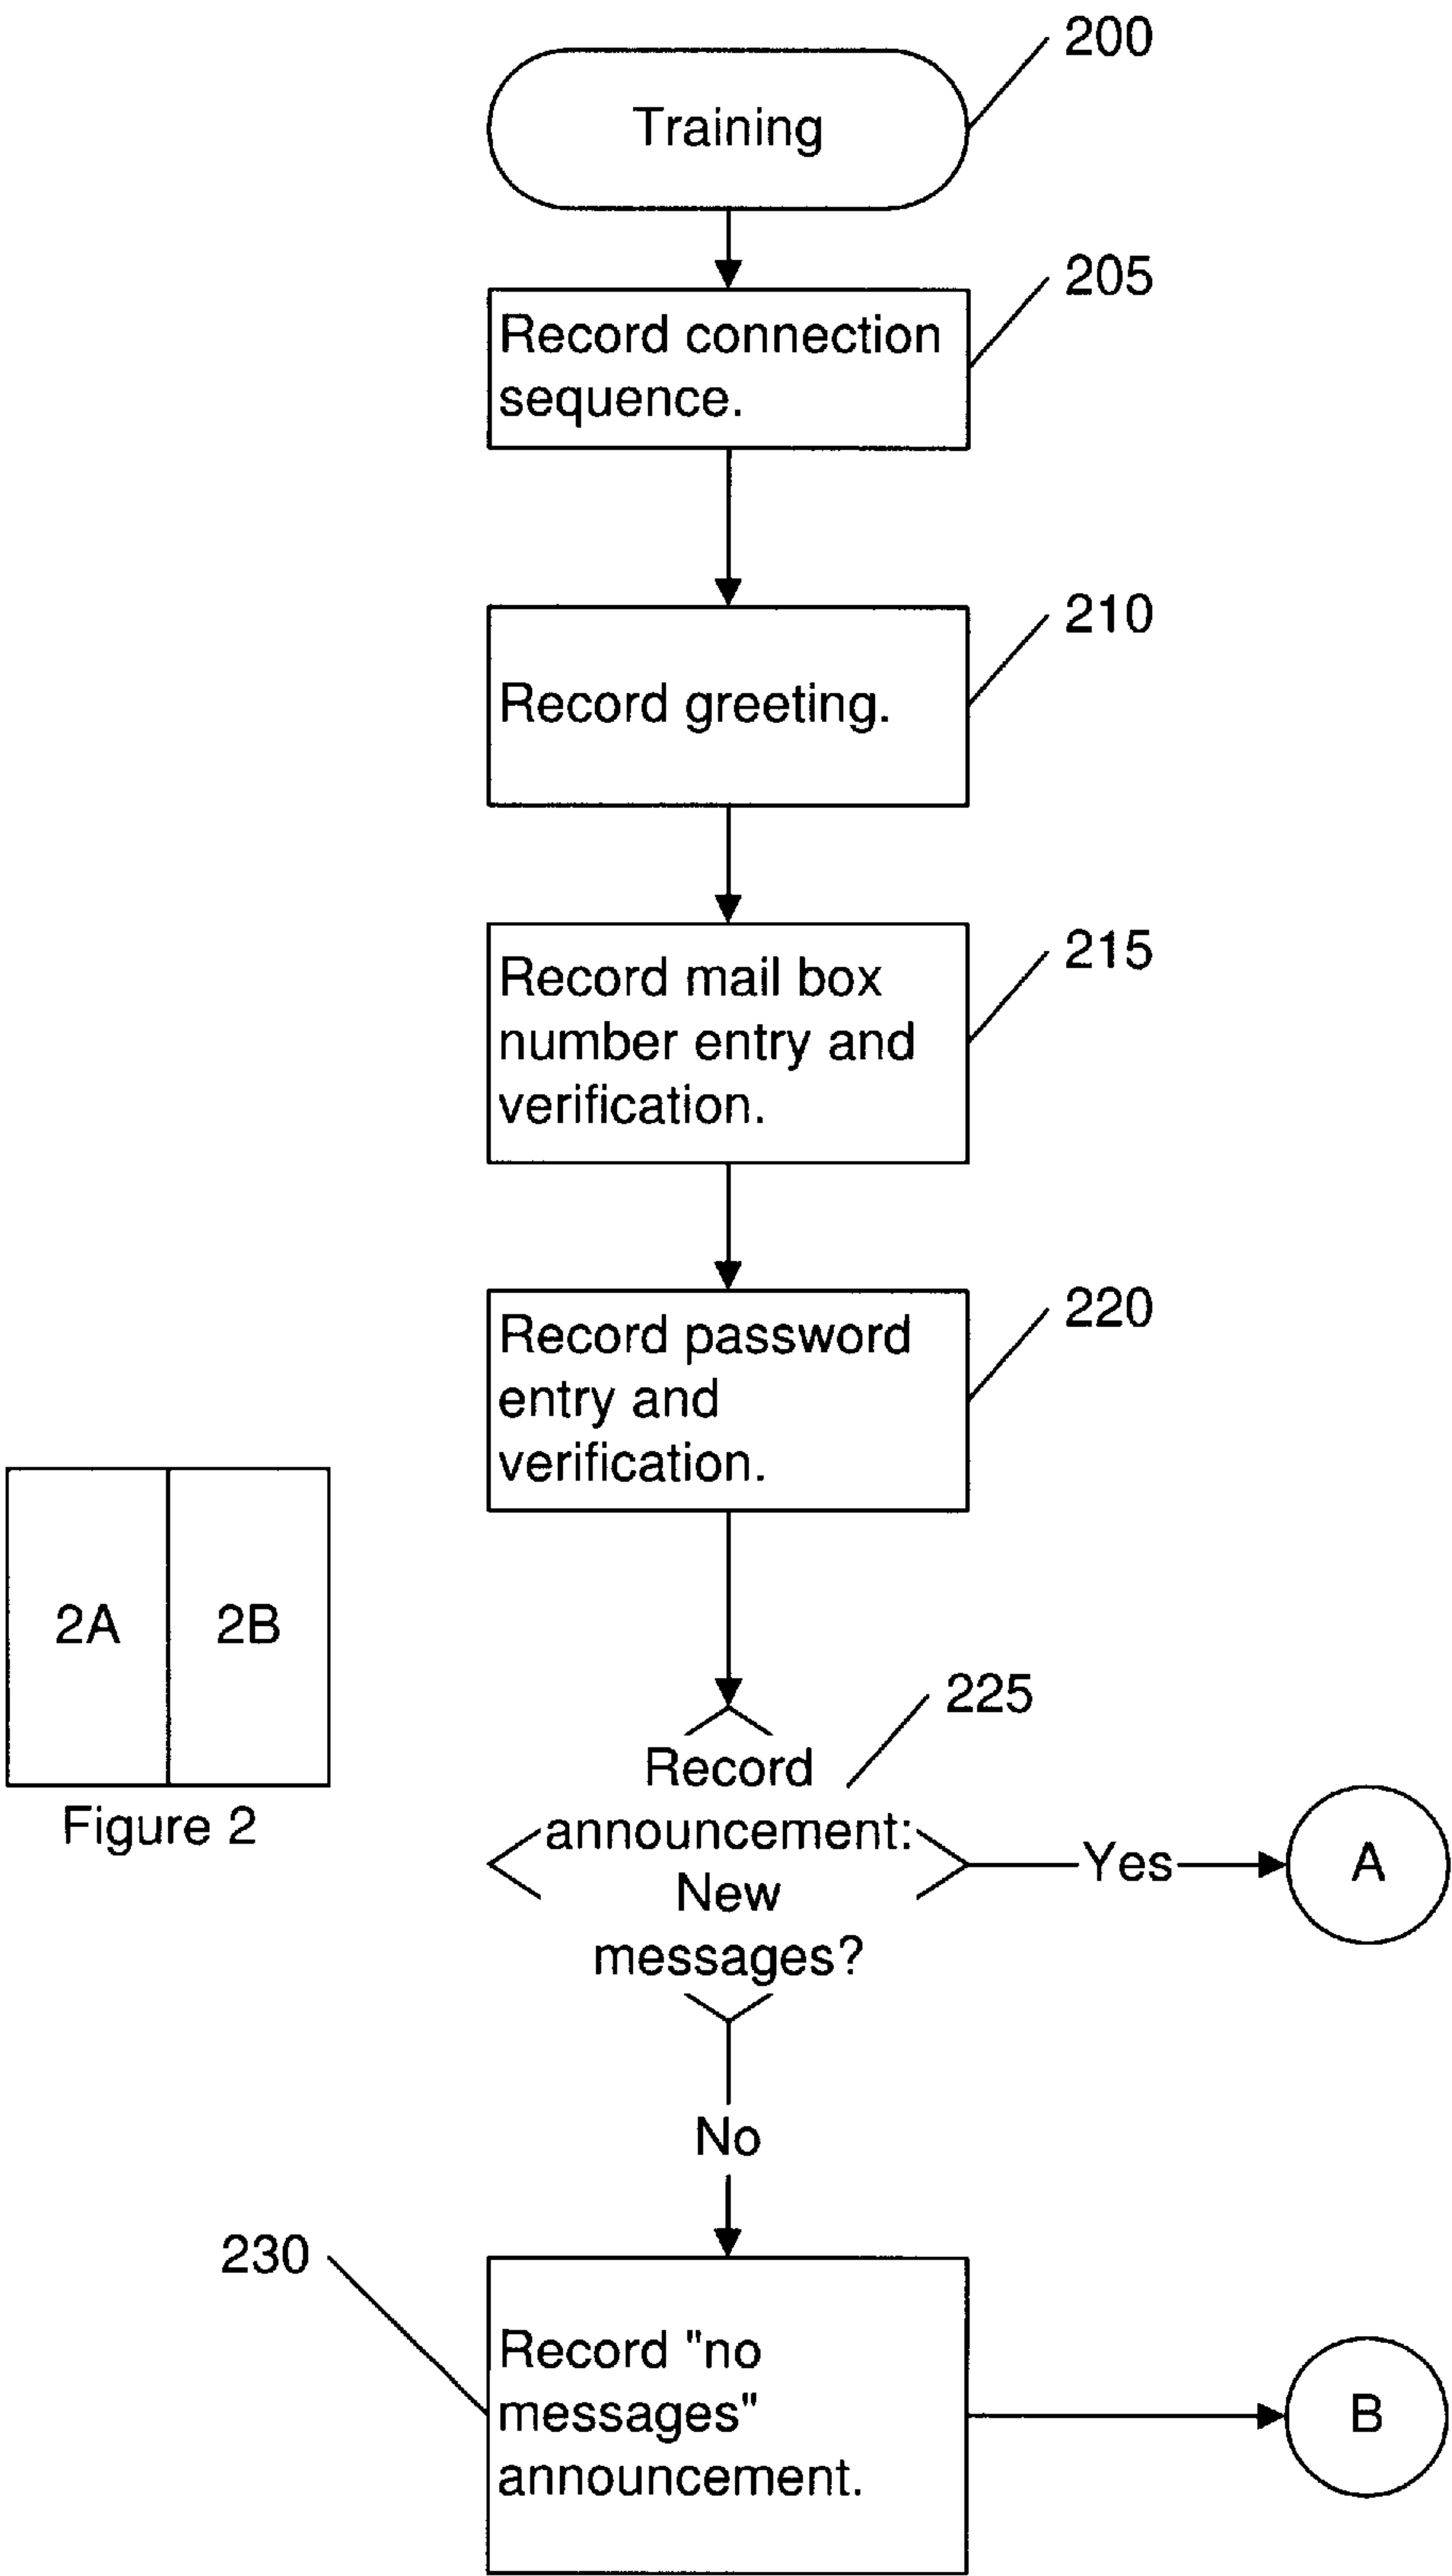 200
Training
205
Record connection
sequence.
210
Record greeting.
215
Record mail box
number entry and
verification.
220
Record password
entry and
verification.
2A
2B
Figure 2
225
Record
announcement:
New
messages?
Yes
A
No
230
Record "no
messages"
announcement.
B